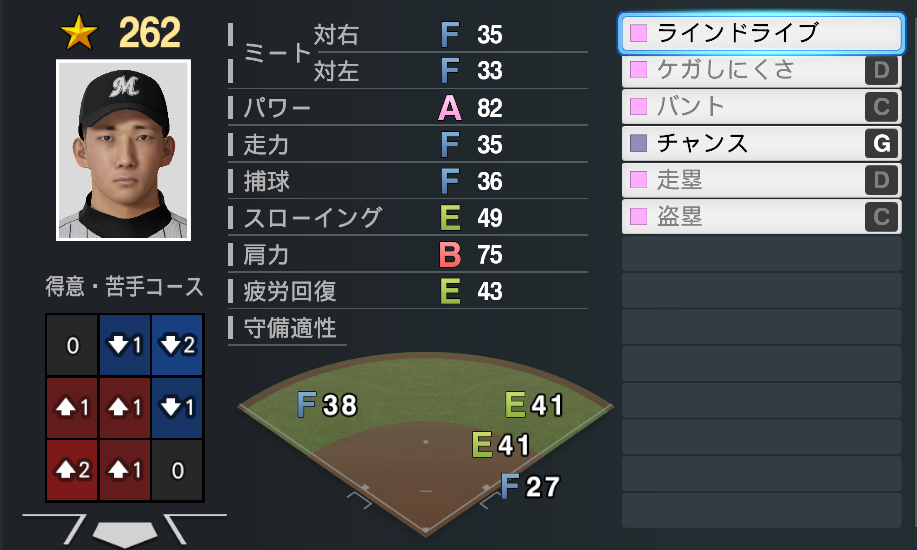 ★ 262
M
ミート 対右 F 35
対左 F 33
パワー A 82
走力 F 35
捕球 F 36
スローイング E 49
肩力 B 75
疲労回復 E 43
守備適性
F 38
E 41
E 41
F 27
得意・苦手コース
0 ↓1 ↓2
↑1 ↑1 ↓1
↑2 ↑1 0
ラインドライブ
ケガしにくさ D
バント C
チャンス G
走塁 D
盗塁 C